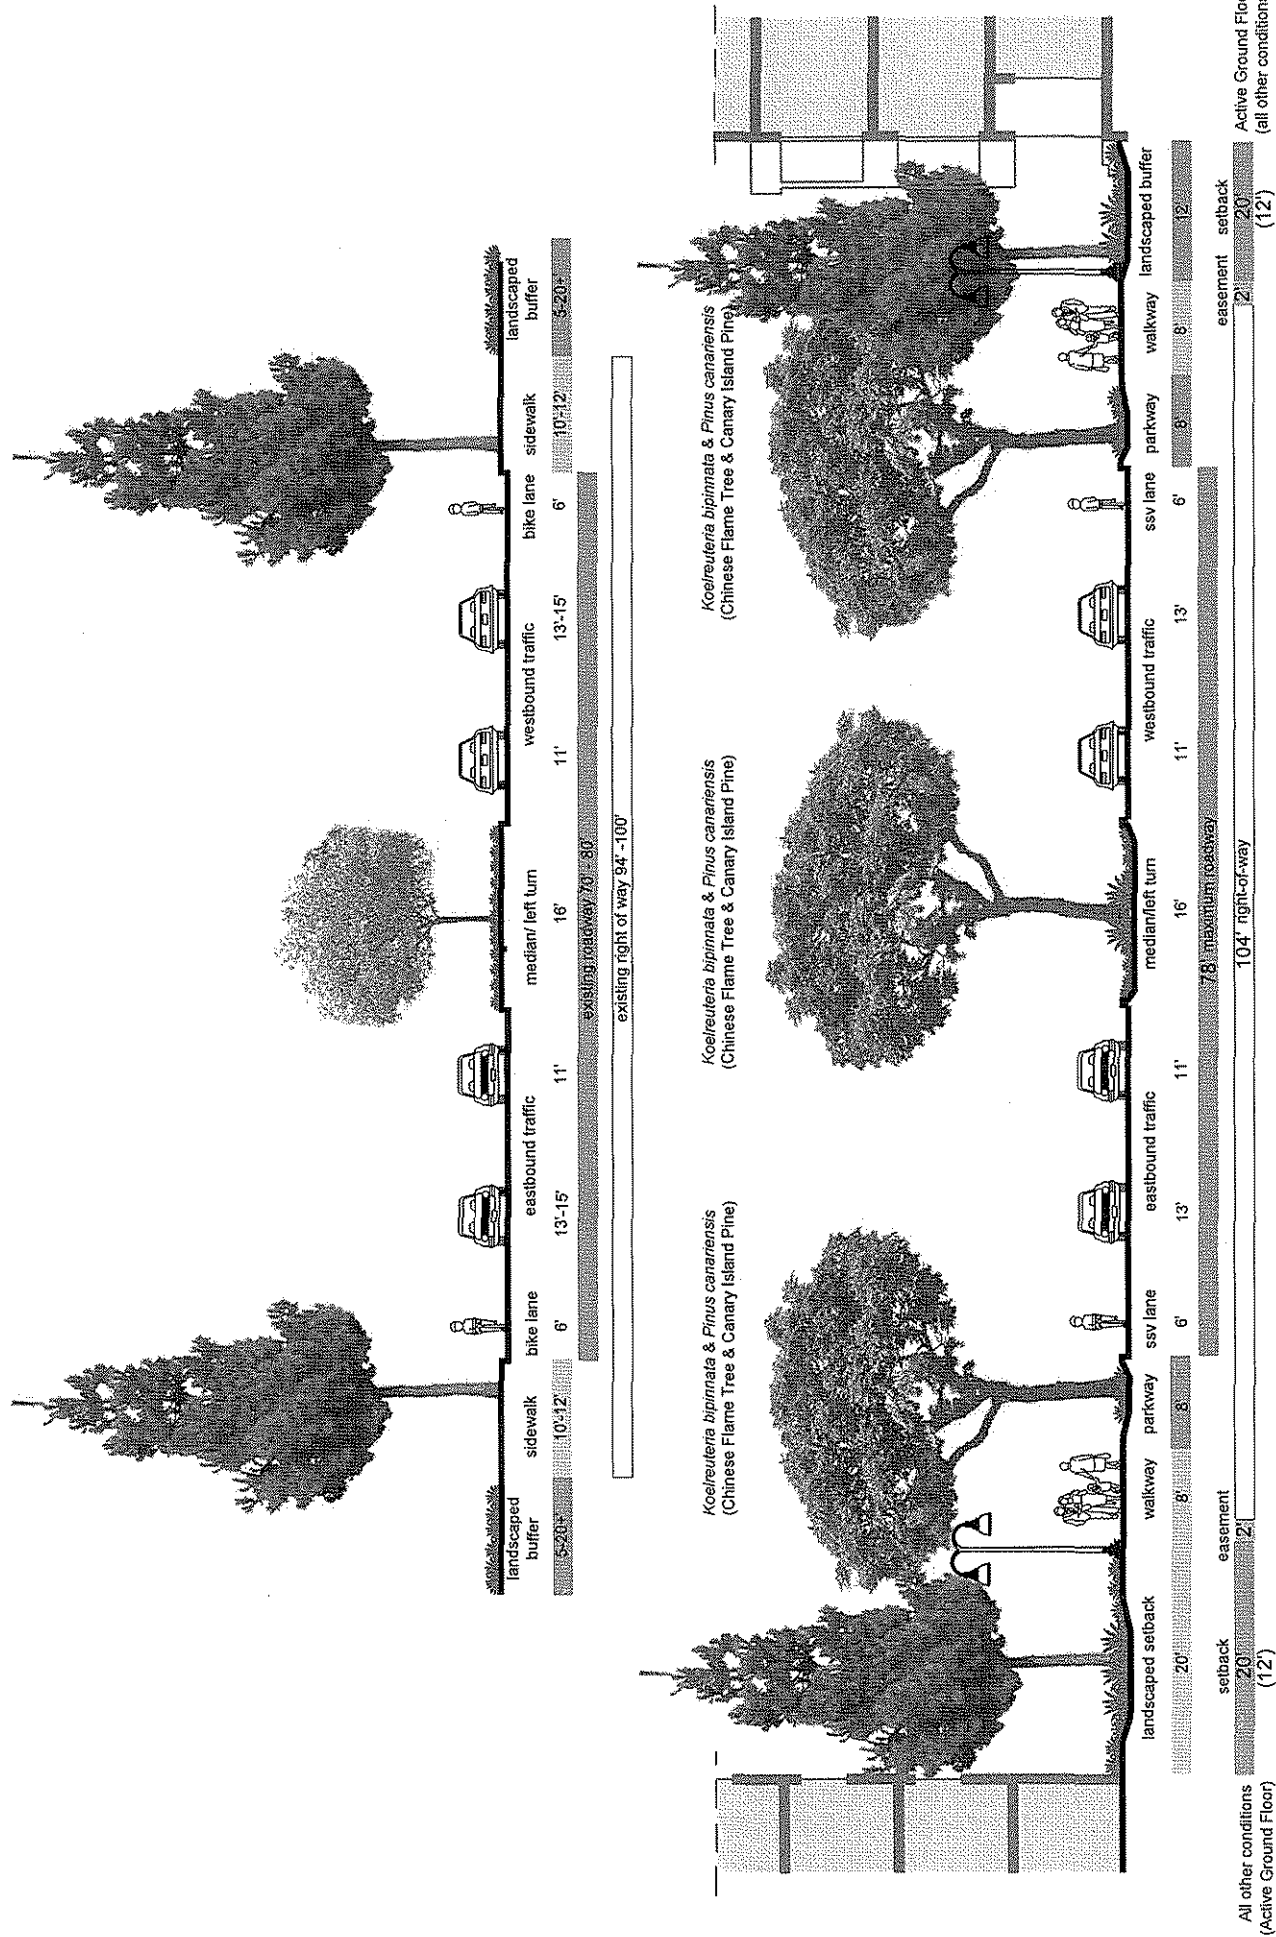 landscaped
buffer
sidewalk
bike lane
eastbound traffic
median/ left turn
westbound traffic
bike lane
sidewalk
landscaped
buffer
5-20+
10'-12'
6'
13'-15'
11'
16'
11'
13'-15'
6'
10'-12'
5-20+
existing roadway 70' - 80'
existing right of way 94' -100'
Koelreuteria bipinnata & Pinus canariensis
(Chinese Flame Tree & Canary Island Pine)
Koelreuteria bipinnata & Pinus canariensis
(Chinese Flame Tree & Canary Island Pine)
Koelreuteria bipinnata & Pinus canariensis
(Chinese Flame Tree & Canary Island Pine)
landscaped setback
walkway
parkway
ssv lane
eastbound traffic
median/left turn
westbound traffic
ssv lane
parkway
walkway
landscaped buffer
20'
8'
8'
6'
13'
11'
16'
11'
13'
6'
8'
8'
12'
78' maximum roadway
setback
easement
easement
setback
All other conditions
(Active Ground Floor)
20'
(12')
2'
104' right-of-way
2'
20'
(12')
Active Ground Floo
(all other conditions